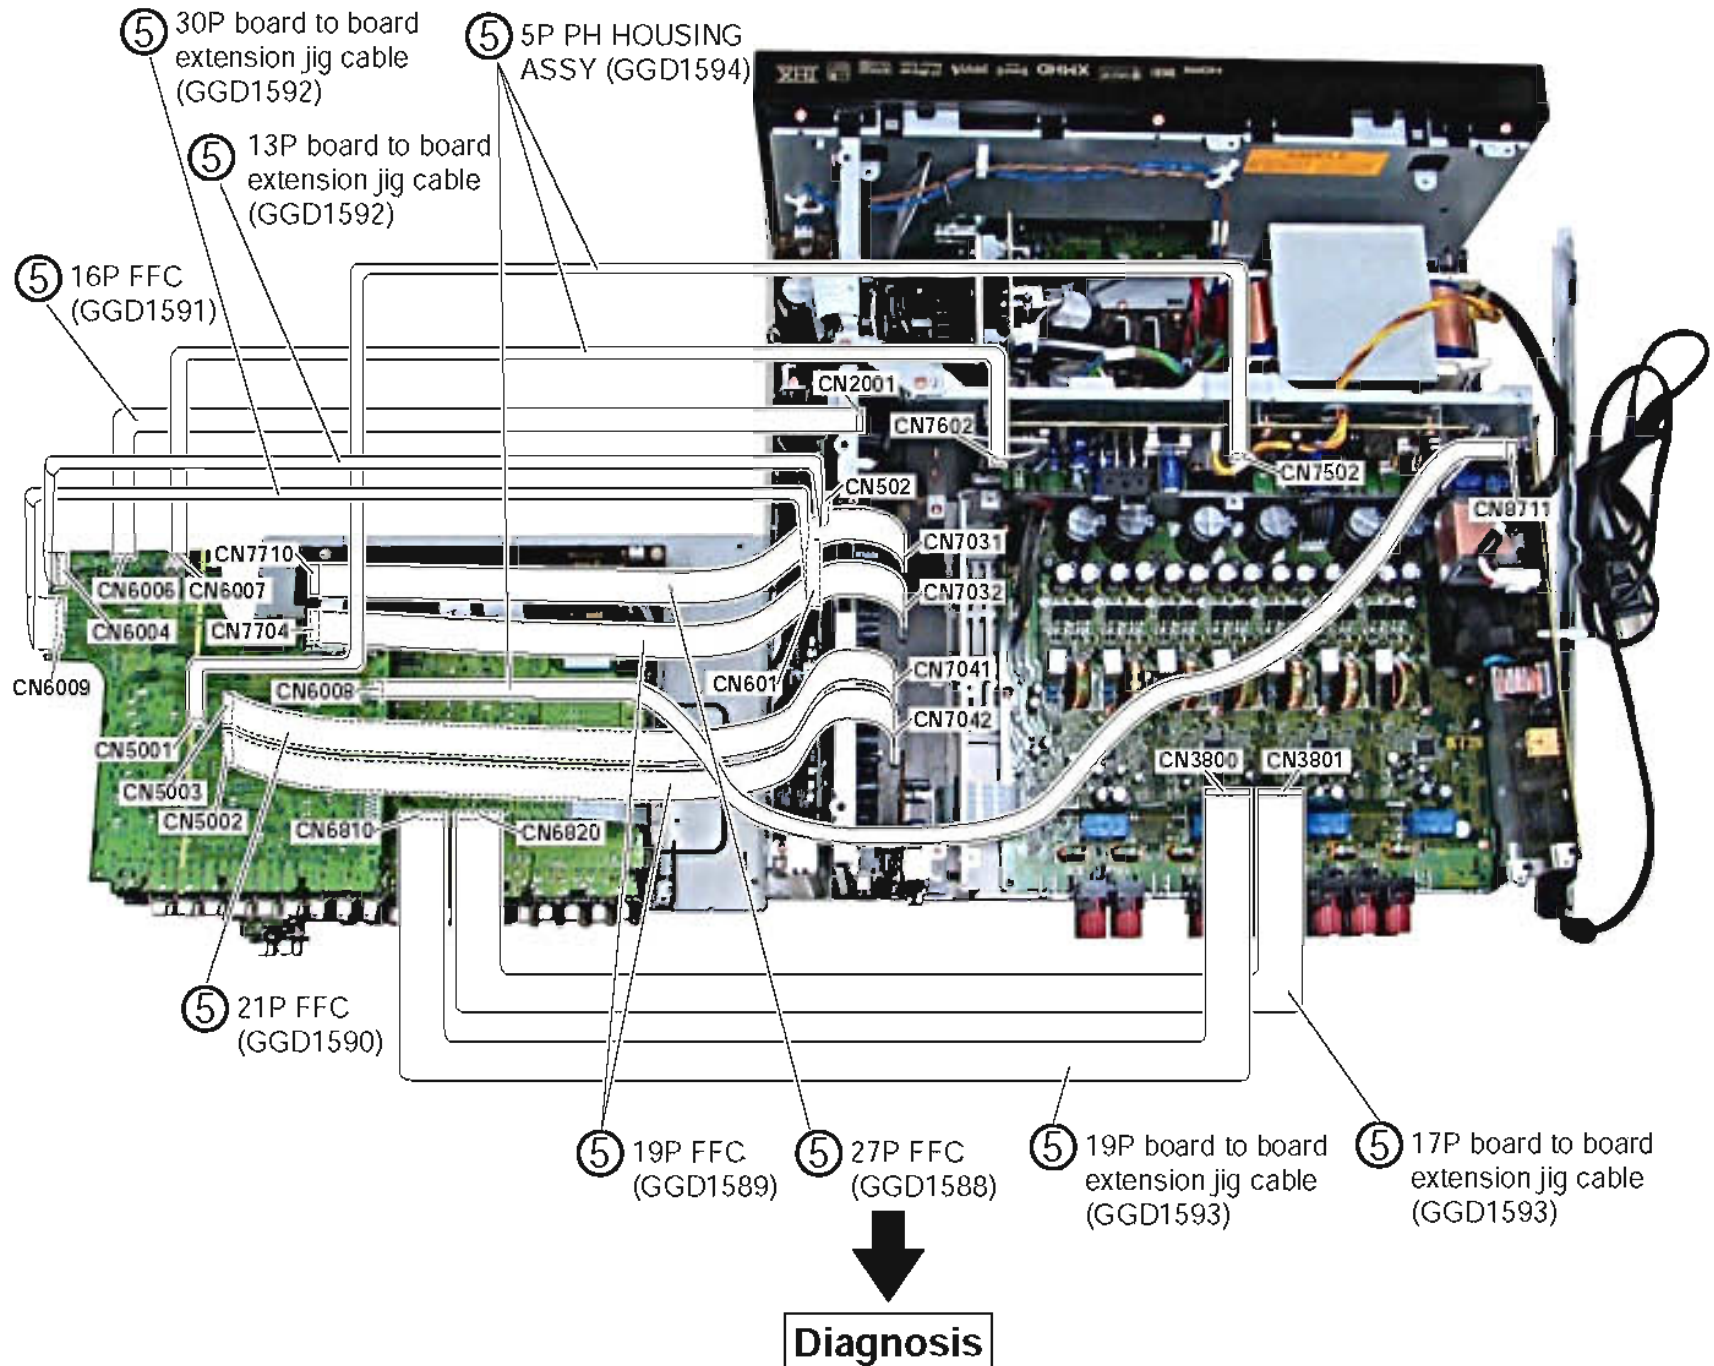 5 30P board to board
extension jig cable
(GGD1592)
5 5P PH HOUSING
ASSY (GGD1594)
5 13P board to board
extension jig cable
(GGD1592)
5 16P FFC
(GGD1591)
CN2001
CN7602
CN7502
CN502
CN8711
CN7710
CN7031
CN6006
CN6007
CN7032
CN6004
CN7704
CN6009
CN6008
CN601
CN7041
CN7042
CN5001
CN3800
CN3801
CN5003
CN5002
CN6810
CN6820
5 21P FFC
(GGD1590)
5 19P FFC
(GGD1589)
5 27P FFC
(GGD1588)
5 19P board to board
extension jig cable
(GGD1593)
5 17P board to board
extension jig cable
(GGD1593)
Diagnosis